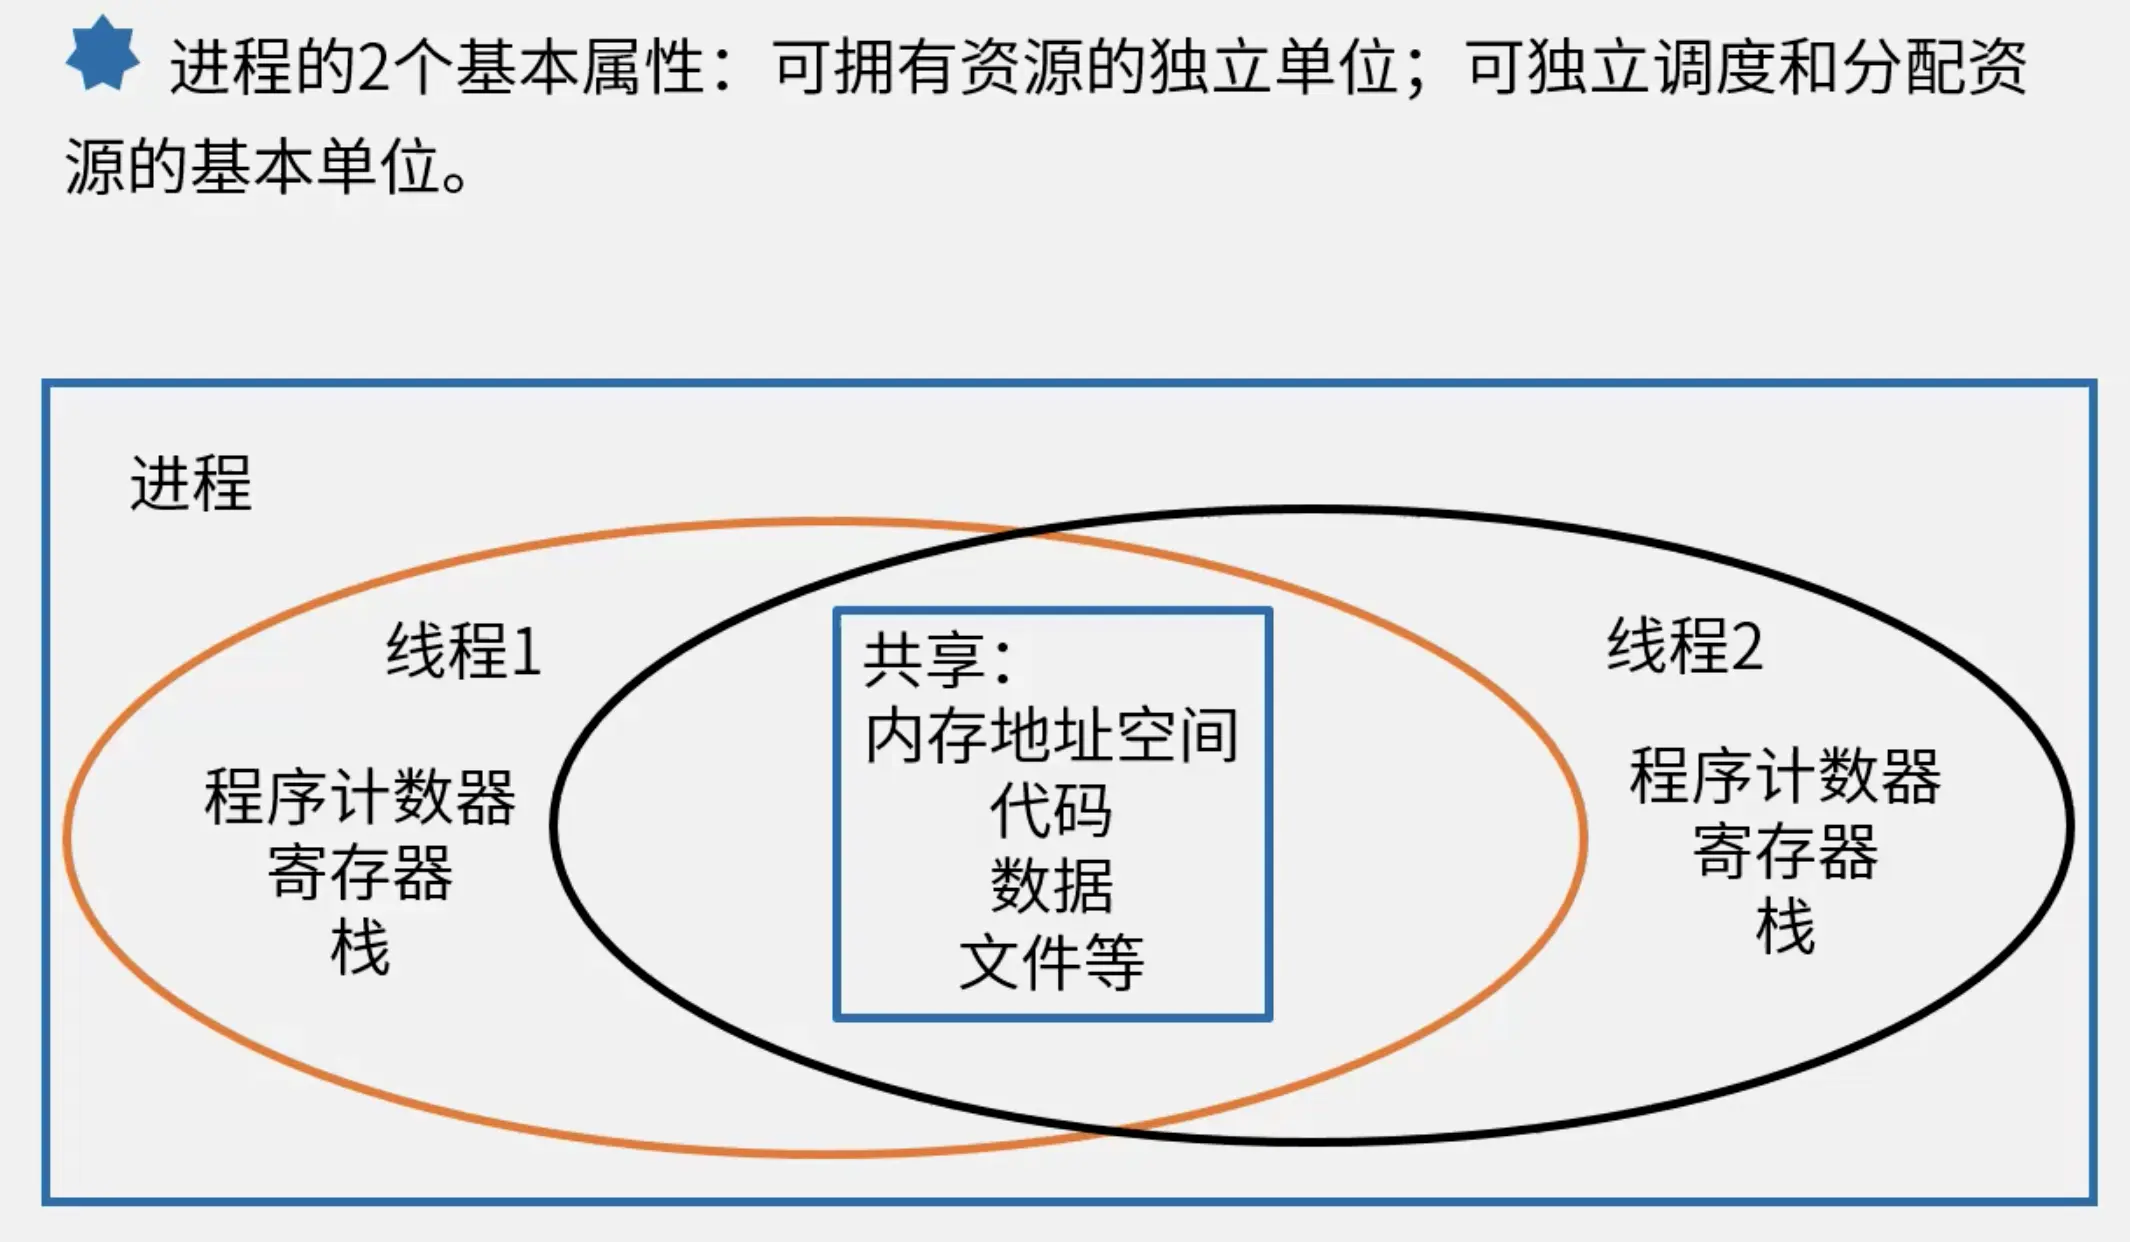 进程的2个基本属性：可拥有资源的独立单位；可独立调度和分配资
源的基本单位。
进程
线程1
程序计数器
寄存器
栈
共享：
内存地址空间
代码
数据
文件等
线程2
程序计数器
寄存器
栈